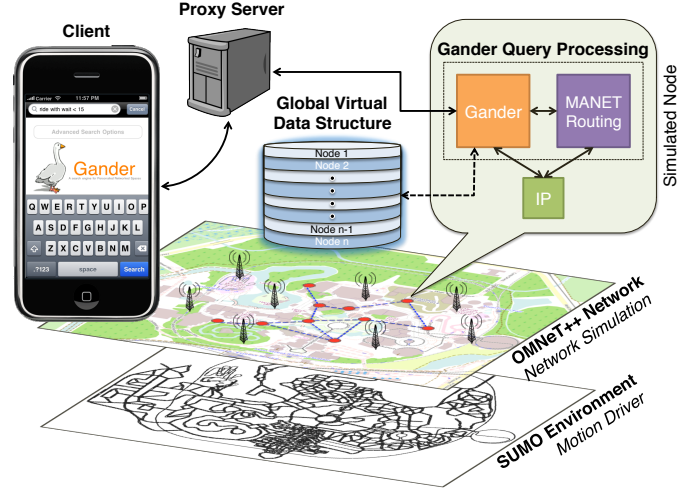 Client
Proxy Server
Gander Query Processing
Gander
MANET
Routing
IP
Simulated Node
Global Virtual
Data Structure
Node 1
Node 2
Node n-1
Node n
Carrier
11:57 PM
ride with wait < 15
Cancel
Advanced Search Options
Gander
Q W E R T Y U I O P
A S D F G H J K L
Z X C V B N M
.?123
space
Search
OMNeT++ Network
Network Simulation
SUMO Environment
Motion Driver